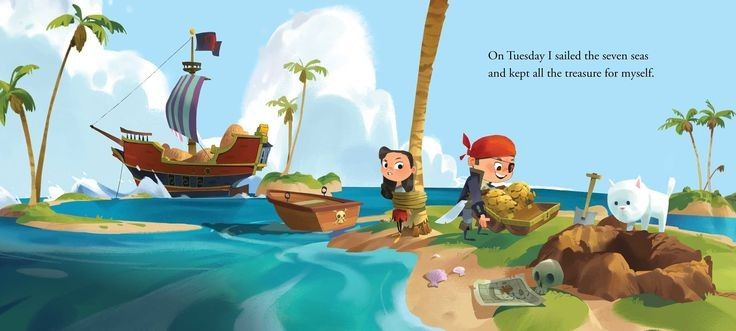 On Tuesday I sailed the seven seas
and kept all the treasure for myself.